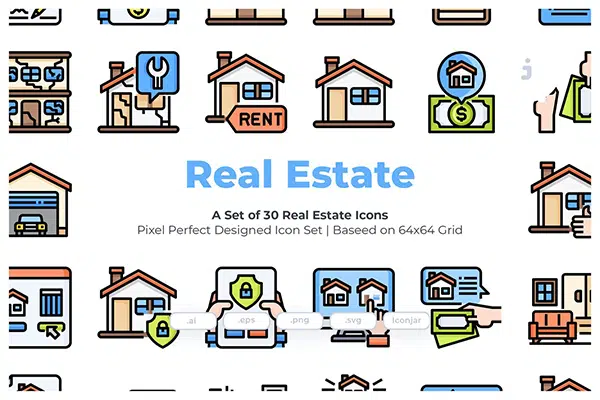 RENT
$
Real Estate
A Set of 30 Real Estate Icons
Pixel Perfect Designed Icon Set | Baseed on 64x64 Grid
.ai
.eps
.png
.svg
iconjar